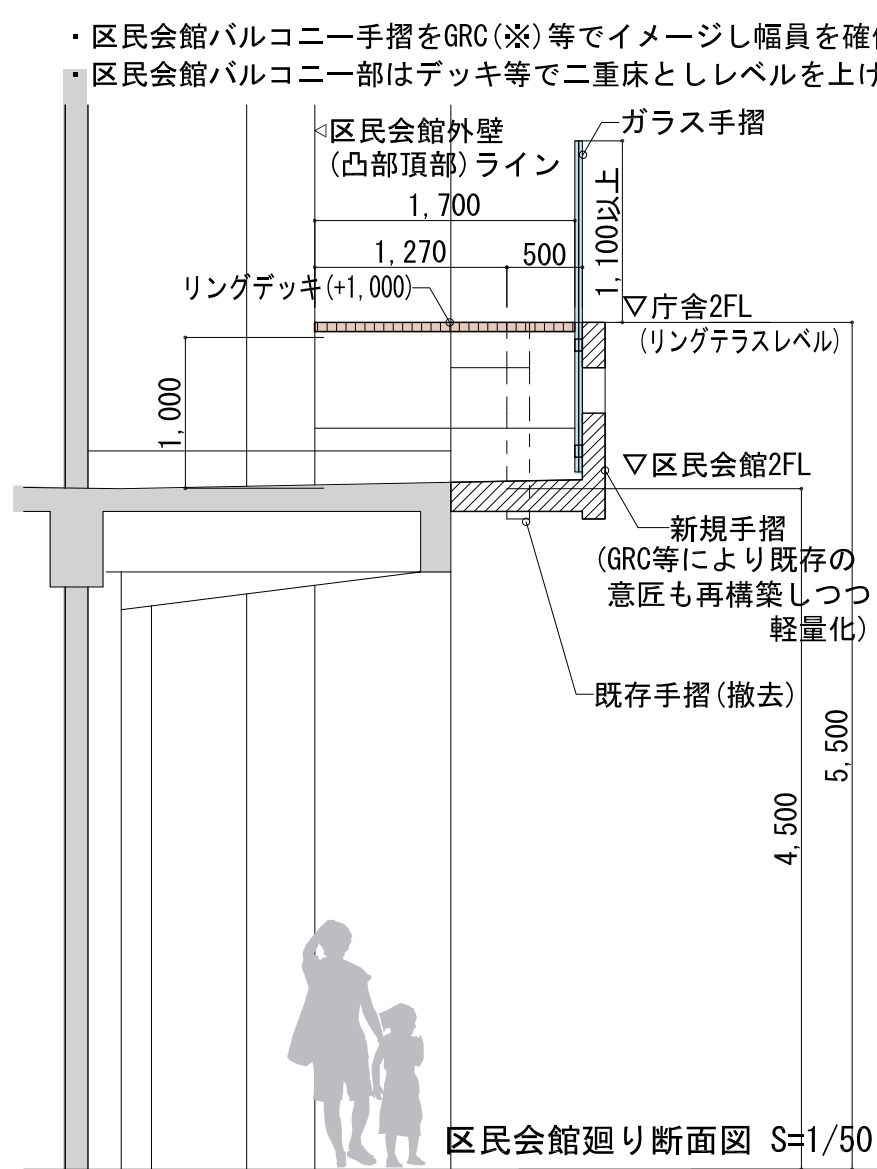 ・区民会館バルコニー手摺をGRC(※)等でイメージし幅員を確
・区民会館バルコニー部はデッキ等で二重床としレベルを上げ
◁区民会館外壁
(凸部頂部)ライン
ガラス手摺
1,700
1,270
500
1,100以上
リングデッキ(+1,000)
▽庁舎2FL
(リングテラスレベル)
1,000
▽区民会館2FL
新規手摺
(GRC等により既存の
意匠も再構築しつつ
軽量化)
既存手摺(撤去)
5,500
4,500
区民会館廻り断面図 S=1/50